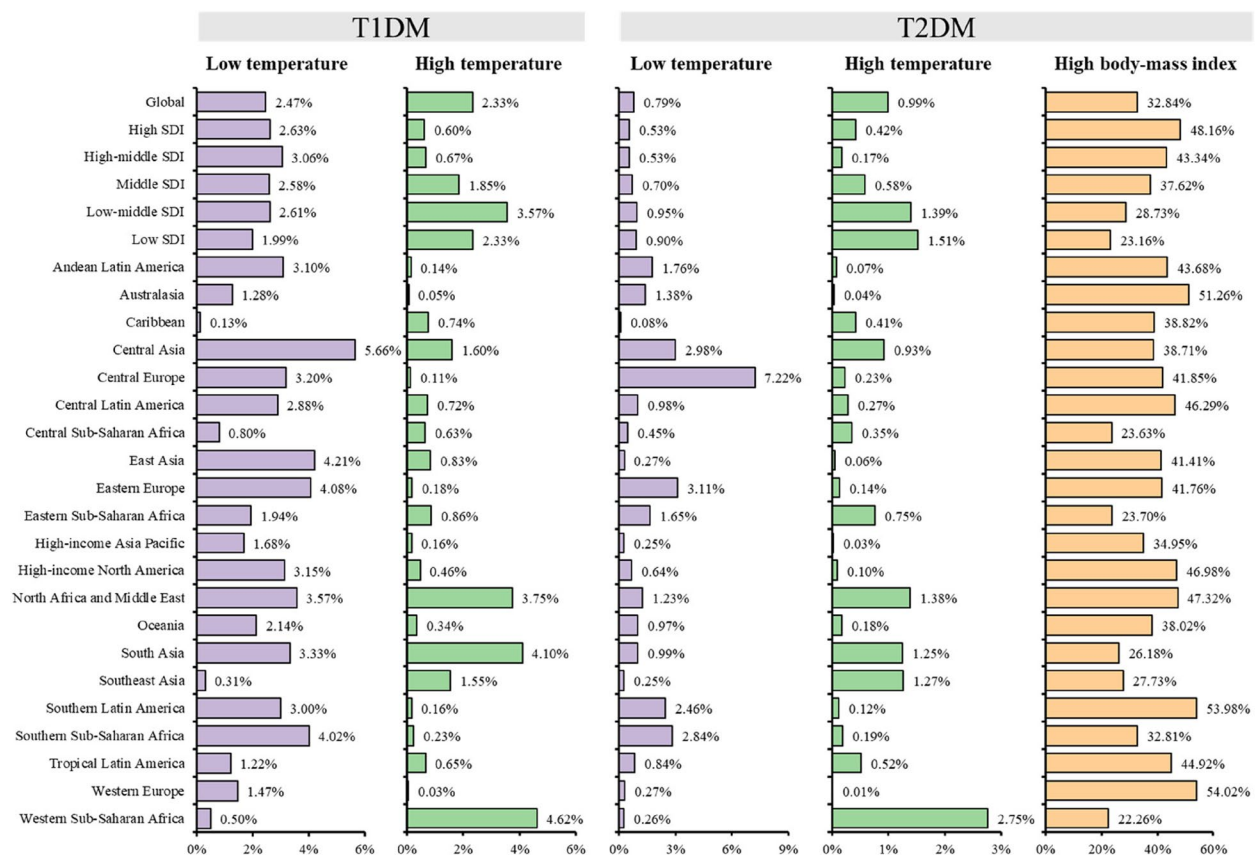 T1DM T2DM
Low temperature High temperature Low temperature High temperature High body-mass index
Global 2.47% 2.33% 0.79% 0.99% 32.84%
High SDI 2.63% 0.60% 0.53% 0.42% 48.16%
High-middle SDI 3.06% 0.67% 0.53% 0.17% 43.34%
Middle SDI 2.58% 1.85% 0.70% 0.58% 37.62%
Low-middle SDI 2.61% 3.57% 0.95% 1.39% 28.73%
Low SDI 1.99% 2.33% 0.90% 1.51% 23.16%
Andean Latin America 3.10% 0.14% 1.76% 0.07% 43.68%
Australasia 1.28% 0.05% 1.38% 0.04% 51.26%
Caribbean 0.13% 0.74% 0.08% 0.41% 38.82%
Central Asia 5.66% 1.60% 2.98% 0.93% 38.71%
Central Europe 3.20% 0.11% 7.22% 0.23% 41.85%
Central Latin America 2.88% 0.72% 0.98% 0.27% 46.29%
Central Sub-Saharan Africa 0.80% 0.63% 0.45% 0.35% 23.63%
East Asia 4.21% 0.83% 0.27% 0.06% 41.41%
Eastern Europe 4.08% 0.18% 3.11% 0.14% 41.76%
Eastern Sub-Saharan Africa 1.94% 0.86% 1.65% 0.75% 23.70%
High-income Asia Pacific 1.68% 0.16% 0.25% 0.03% 34.95%
High-income North America 3.15% 0.46% 0.64% 0.10% 46.98%
North Africa and Middle East 3.57% 3.75% 1.23% 1.38% 47.32%
Oceania 2.14% 0.34% 0.97% 0.18% 38.02%
South Asia 3.33% 4.10% 0.99% 1.25% 26.18%
Southeast Asia 0.31% 1.55% 0.25% 1.27% 27.73%
Southern Latin America 3.00% 0.16% 2.46% 0.12% 53.98%
Southern Sub-Saharan Africa 4.02% 0.23% 2.84% 0.19% 32.81%
Tropical Latin America 1.22% 0.65% 0.84% 0.52% 44.92%
Western Europe 1.47% 0.03% 0.27% 0.01% 54.02%
Western Sub-Saharan Africa 0.50% 4.62% 0.26% 2.75% 22.26%
0% 2% 4% 6% 0% 2% 4% 6% 0% 3% 6% 9% 0% 1% 2% 3% 0% 20% 40% 60%